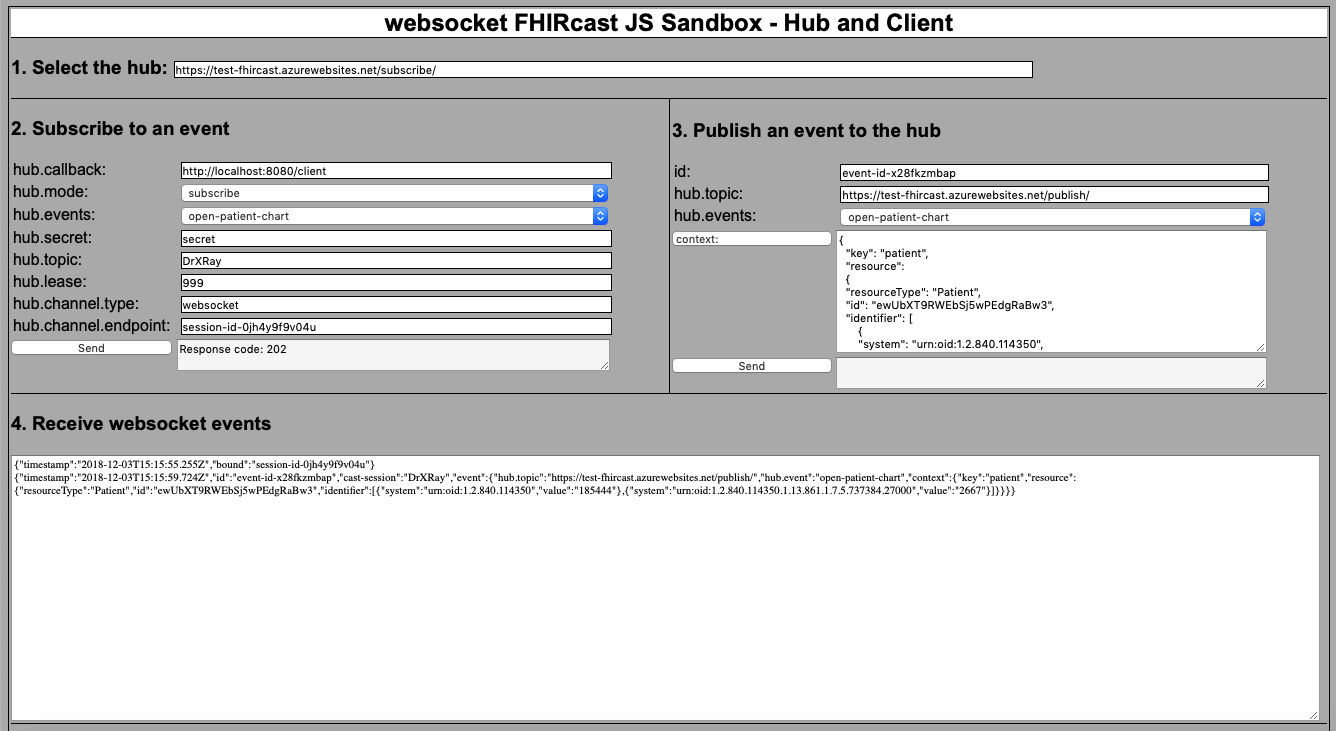 websocket FHIRcast JS Sandbox - Hub and Client
1. Select the hub: https://test-fhircast.azurewebsites.net/subscribe/
2. Subscribe to an event
hub.callback: http://localhost:8080/client
hub.mode: subscribe
hub.events: open-patient-chart
hub.secret: secret
hub.topic: DrXRay
hub.lease: 999
hub.channel.type: websocket
hub.channel.endpoint: session-id-0jh4y9f9v04u
Send Response code: 202
3. Publish an event to the hub
id: event-id-x28fkzmbap
hub.topic: https://test-fhircast.azurewebsites.net/publish/
hub.events: open-patient-chart
context: {
"key": "patient",
"resource":
{
"resourceType": "Patient",
"id": "ewUbXT9RWEbSj5wPEdgRaBw3",
"identifier": [
{
"system": "urn:oid:1.2.840.114350",
Send
4. Receive websocket events
{"timestamp":"2018-12-03T15:15:55.255Z","bound":"session-id-0jh4y9f9v04u"}
{"timestamp":"2018-12-03T15:15:59.724Z","id":"event-id-x28fkzmbap","cast-session":"DrXRay","event":{"hub.topic":"https://test-fhircast.azurewebsites.net/publish/","hub.event":"open-patient-chart","context":{"key":"patient","resource":
{"resourceType":"Patient","id":"ewUbXT9RWEbSj5wPEdgRaBw3","identifier":[{"system":"urn:oid:1.2.840.114350","value":"185444"},{"system":"urn:oid:1.2.840.114350.1.13.861.1.7.5.737384.27000","value":"2667"}]}}}}